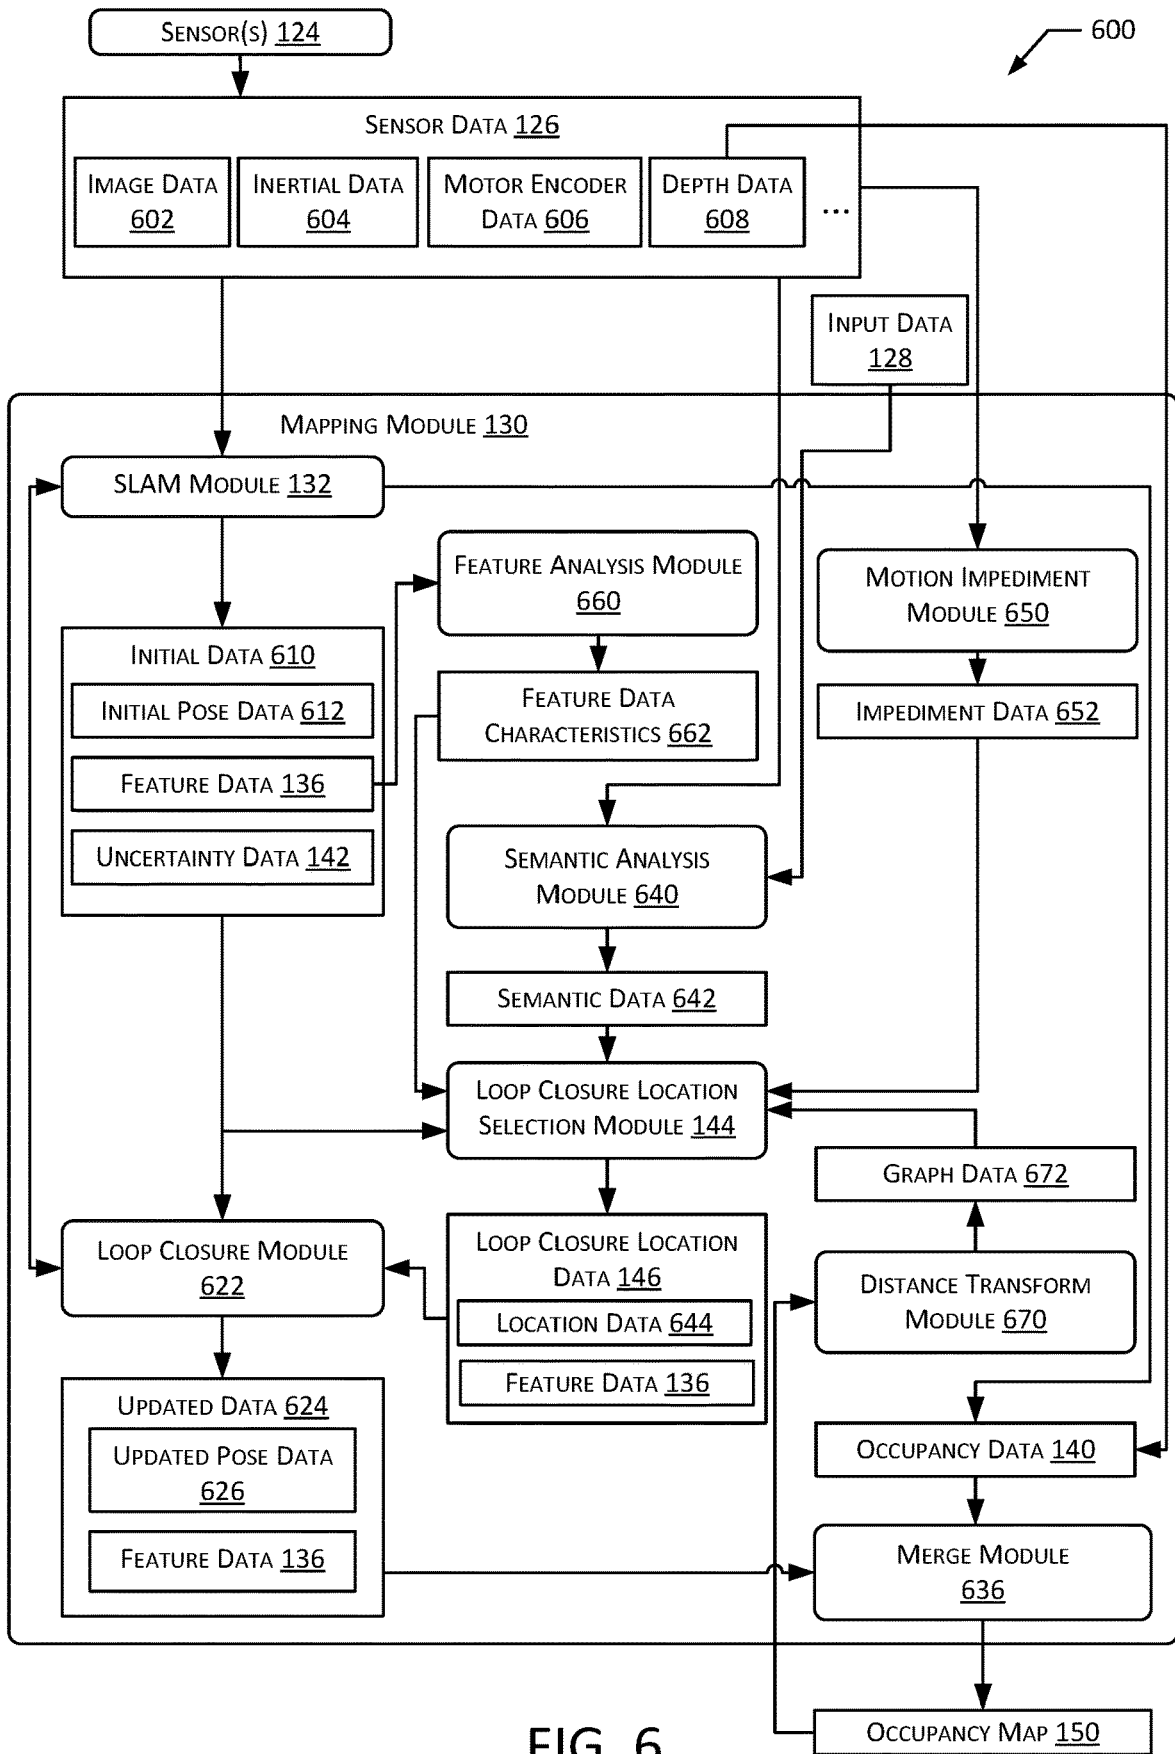 SENSOR(S) 124
600
SENSOR DATA 126
IMAGE DATA
602
INERTIAL DATA
604
MOTOR ENCODER
DATA 606
DEPTH DATA
608
...
INPUT DATA
128
MAPPING MODULE 130
SLAM MODULE 132
FEATURE ANALYSIS MODULE
660
MOTION IMPEDIMENT
MODULE 650
INITIAL DATA 610
INITIAL POSE DATA 612
FEATURE DATA 136
UNCERTAINTY DATA 142
FEATURE DATA
CHARACTERISTICS 662
IMPEDIMENT DATA 652
SEMANTIC ANALYSIS
MODULE 640
SEMANTIC DATA 642
LOOP CLOSURE LOCATION
SELECTION MODULE 144
GRAPH DATA 672
LOOP CLOSURE MODULE
622
LOOP CLOSURE LOCATION
DATA 146
LOCATION DATA 644
FEATURE DATA 136
DISTANCE TRANSFORM
MODULE 670
UPDATED DATA 624
UPDATED POSE DATA
626
FEATURE DATA 136
OCCUPANCY DATA 140
MERGE MODULE
636
OCCUPANCY MAP 150
FIG. 6